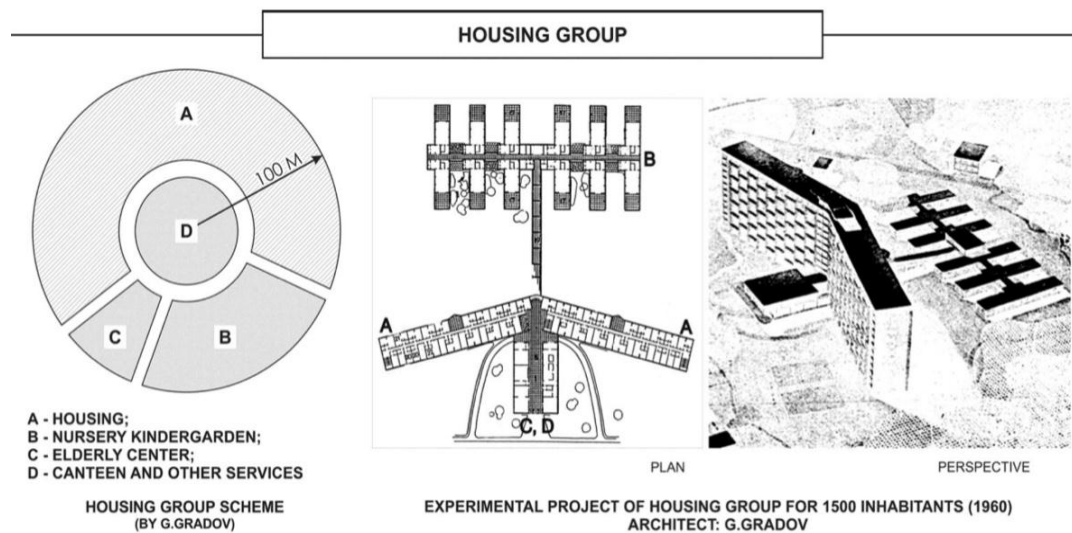 HOUSING GROUP
A
100 M
D
C
B
A - HOUSING;
B - NURSERY KINDERGARDEN;
C - ELDERLY CENTER;
D - CANTEEN AND OTHER SERVICES
HOUSING GROUP SCHEME
(BY G.GRADOV)
B
A
A
C, D
PLAN
PERSPECTIVE
EXPERIMENTAL PROJECT OF HOUSING GROUP FOR 1500 INHABITANTS (1960)
ARCHITECT: G.GRADOV